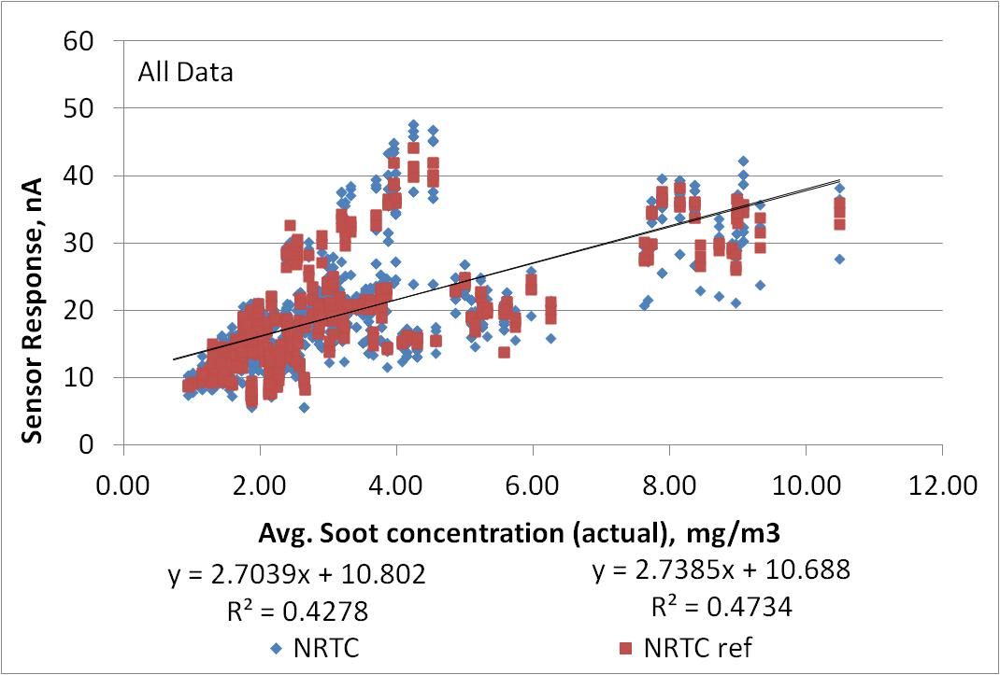 All Data
60
50
40
30
20
10
0
Sensor Response, nA
0.00 2.00 4.00 6.00 8.00 10.00 12.00
Avg. Soot concentration (actual), mg/m3
y = 2.7039x + 10.802
R² = 0.4278
y = 2.7385x + 10.688
R² = 0.4734
NRTC
NRTC ref